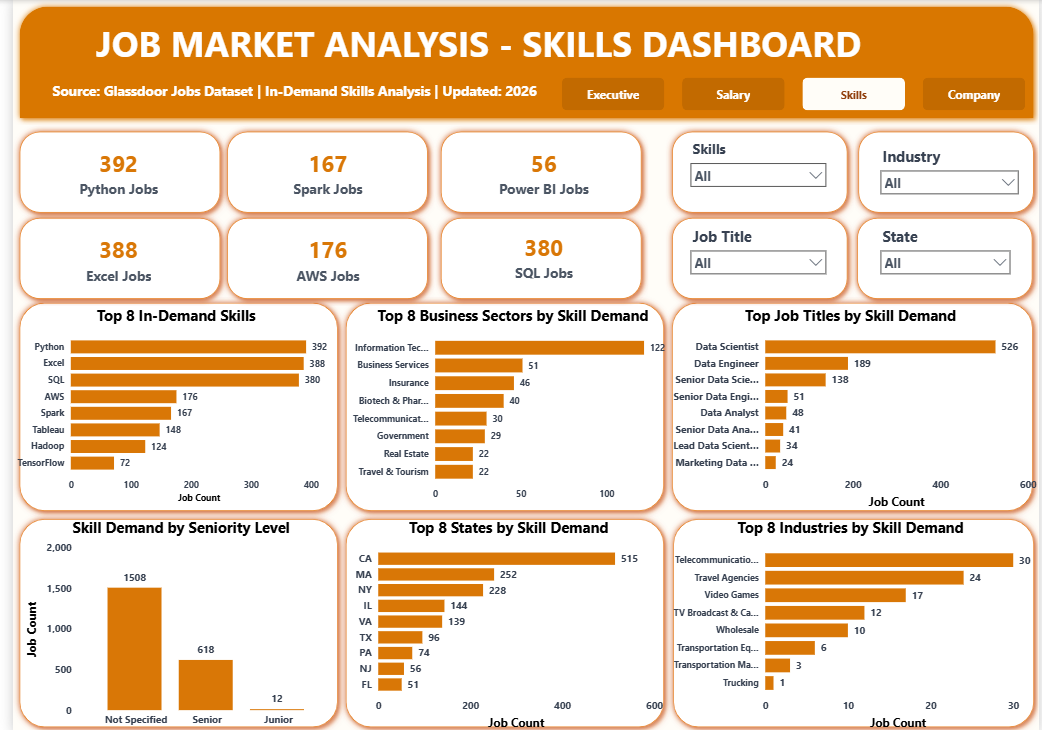 JOB MARKET ANALYSIS - SKILLS DASHBOARD
Source: Glassdoor Jobs Dataset | In-Demand Skills Analysis | Updated: 2026
Executive
Salary
Skills
Company
392
Python Jobs
167
Spark Jobs
56
Power BI Jobs
Skills
All
Industry
All
388
Excel Jobs
176
AWS Jobs
380
SQL Jobs
Job Title
All
State
All
Top 8 In-Demand Skills
Python 392
Excel 388
SQL 380
AWS 176
Spark 167
Tableau 148
Hadoop 124
TensorFlow 72
0 100 200 300 400
Job Count
Top 8 Business Sectors by Skill Demand
Information Tec... 122
Business Services 51
Insurance 46
Biotech & Phar... 40
Telecommunicat... 30
Government 29
Real Estate 22
Travel & Tourism 22
0 50 100
Top Job Titles by Skill Demand
Data Scientist 526
Data Engineer 189
Senior Data Scie... 138
Senior Data Engi... 51
Data Analyst 48
Senior Data Ana... 41
Lead Data Scient... 34
Marketing Data ... 24
0 200 400 600
Job Count
Skill Demand by Seniority Level
Job Count
2,000
1,500
1,000
500
0
1508
618
12
Not Specified Senior Junior
Top 8 States by Skill Demand
CA 515
MA 252
NY 228
IL 144
VA 139
TX 96
PA 74
NJ 56
FL 51
0 200 400 600
Job Count
Top 8 Industries by Skill Demand
Telecommunicatio... 30
Travel Agencies 24
Video Games 17
TV Broadcast & Ca... 12
Wholesale 10
Transportation Eq... 6
Transportation Ma... 3
Trucking 1
0 10 20 30
Job Count